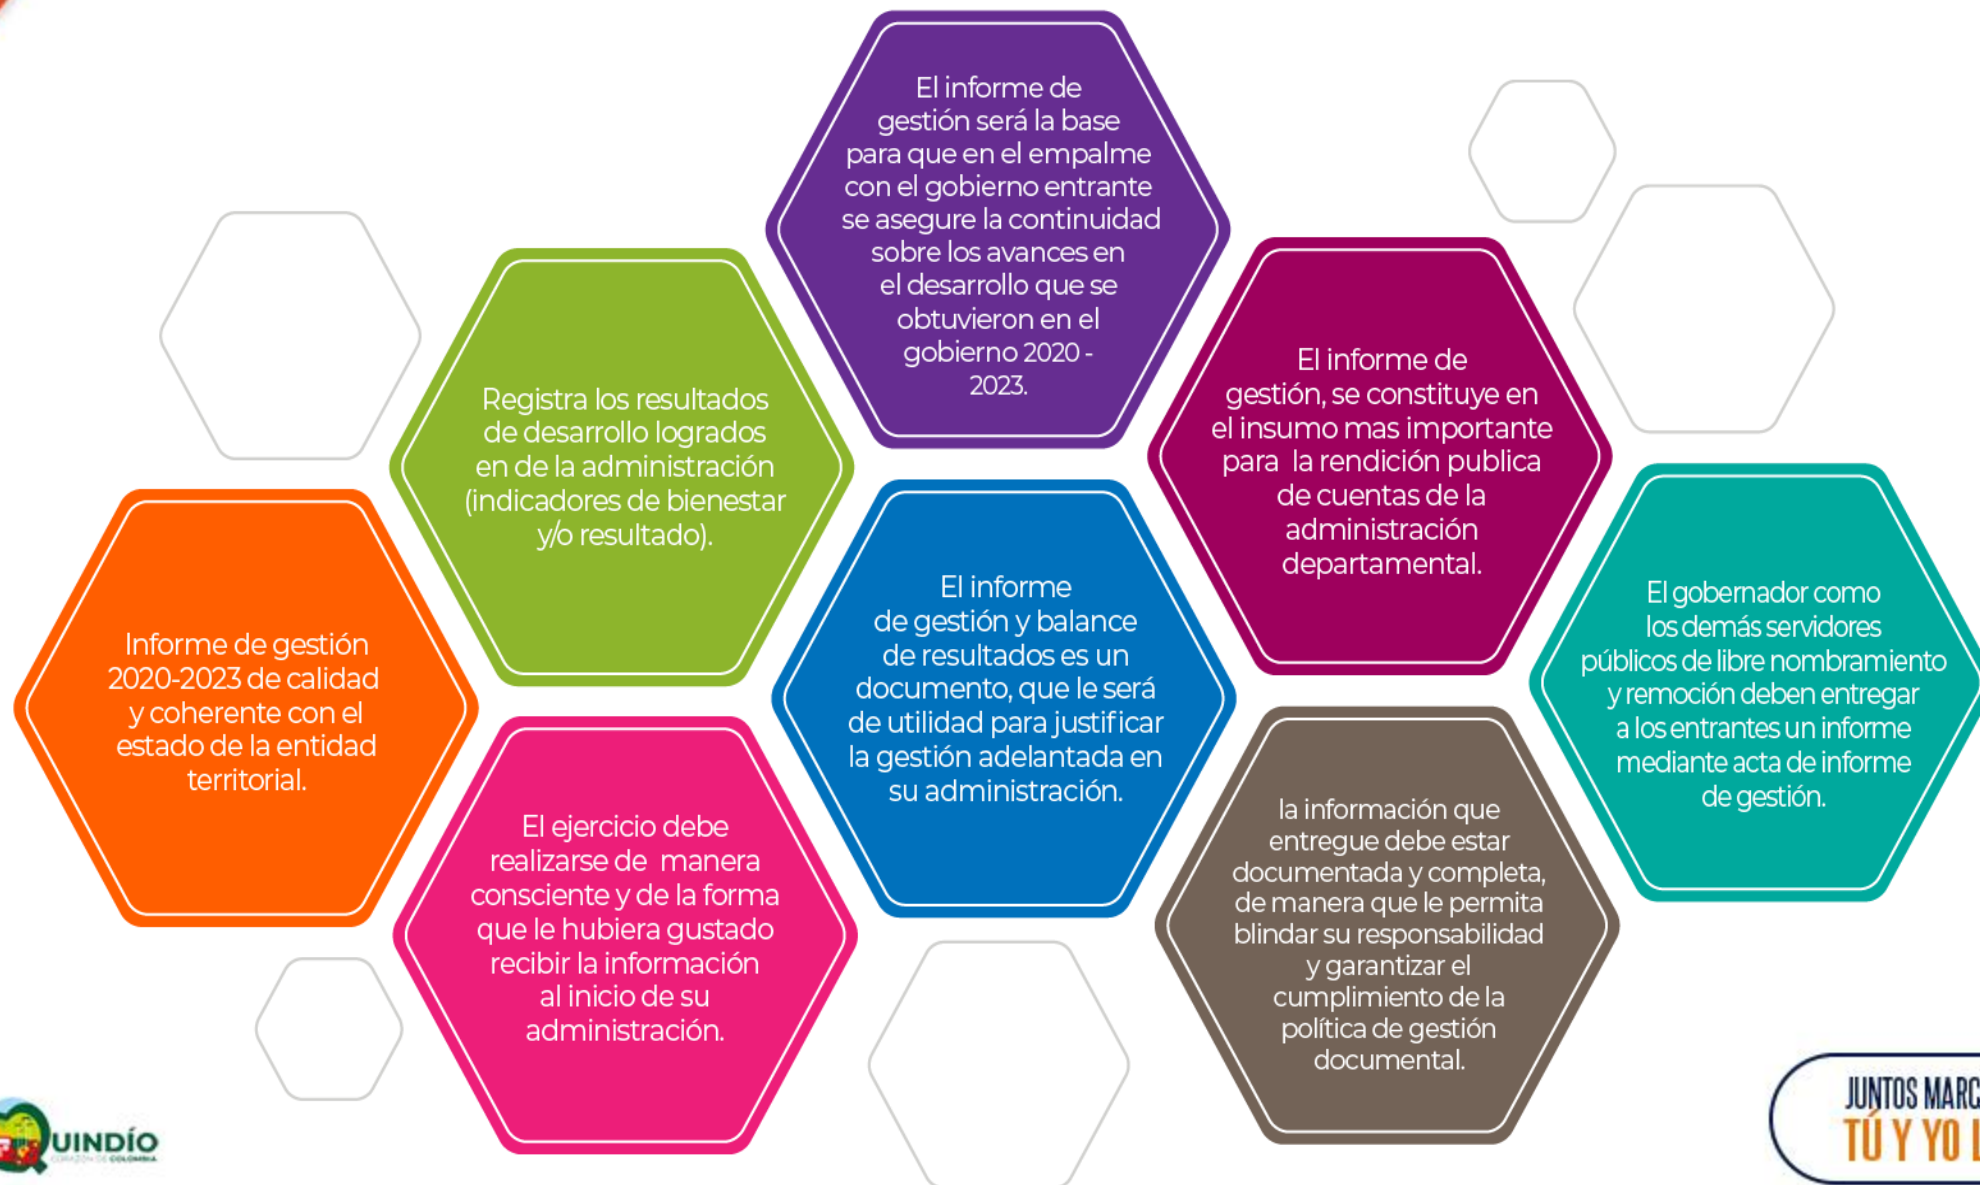 El informe de
gestión será la base
para que en el empalme
con el gobierno entrante
se asegure la continuidad
sobre los avances en
el desarrollo que se
obtuvieron en el
gobierno 2020 -
2023.
Registra los resultados
de desarrollo logrados
en de la administración
(indicadores de bienestar
y/o resultado).
El informe de
gestión, se constituye en
el insumo mas importante
para la rendición publica
de cuentas de la
administración
departamental.
Informe de gestión
2020-2023 de calidad
y coherente con el
estado de la entidad
territorial.
El informe
de gestión y balance
de resultados es un
documento, que le será
de utilidad para justificar
la gestión adelantada en
su administración.
El gobernador como
los demás servidores
públicos de libre nombramiento
y remoción deben entregar
a los entrantes un informe
mediante acta de informe
de gestión.
El ejercicio debe
realizarse de manera
consciente y de la forma
que le hubiera gustado
recibir la información
al inicio de su
administración.
la información que
entregue debe estar
documentada y completa,
de manera que le permita
blindar su responsabilidad
y garantizar el
cumplimiento de la
política de gestión
documental.
QUINDÍO
CORAZÓN DE COLOMBIA
JUNTOS MARC
TÚ Y YO L